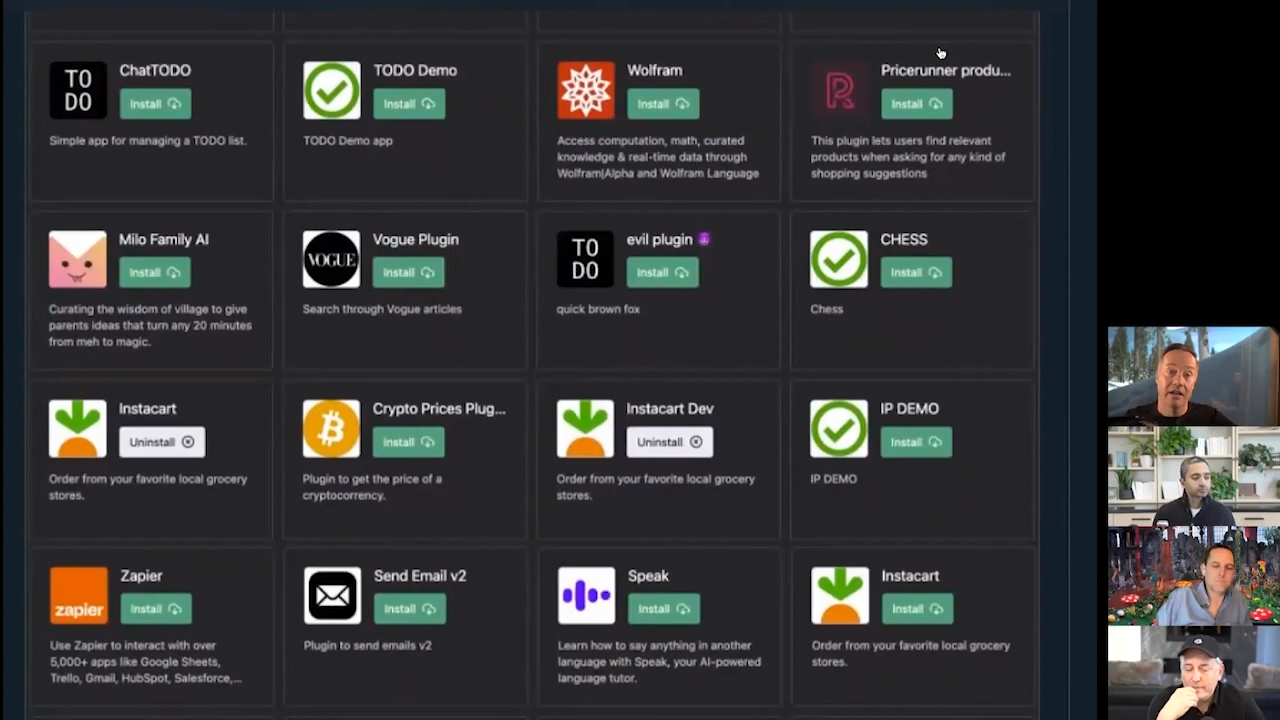 TO
DO
ChatTODO
Install
Simple app for managing a TODO list.
TODO Demo
Install
TODO Demo app
Wolfram
Install
Access computation, math, curated
knowledge & real-time data through
Wolfram|Alpha and Wolfram Language
R
Pricerunner produ...
Install
This plugin lets users find relevant
products when asking for any kind of
shopping suggestions
Milo Family AI
Install
Curating the wisdom of village to give
parents ideas that turn any 20 minutes
from meh to magic.
VOGUE
Vogue Plugin
Install
Search through Vogue articles
TO
DO
evil plugin
Install
quick brown fox
CHESS
Install
Chess
Instacart
Uninstall
Order from your favorite local grocery
stores.
Crypto Prices Plug...
Install
Plugin to get the price of a
cryptocurrency.
Instacart Dev
Uninstall
Order from your favorite local grocery
stores.
IP DEMO
Install
IP DEMO
zapier
Zapier
Install
Use Zapier to interact with over
5,000+ apps like Google Sheets,
Trello, Gmail, HubSpot, Salesforce,...
Send Email v2
Install
Plugin to send emails v2
Speak
Install
Learn how to say anything in another
language with Speak, your AI-powered
language tutor.
Instacart
Install
Order from your favorite local grocery
stores.